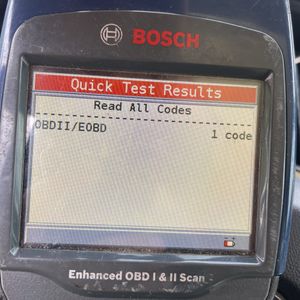 BOSCH
Quick Test Results
Read All Codes
OBDII/EOBD
1 code
Enhanced OBD I & II Scan